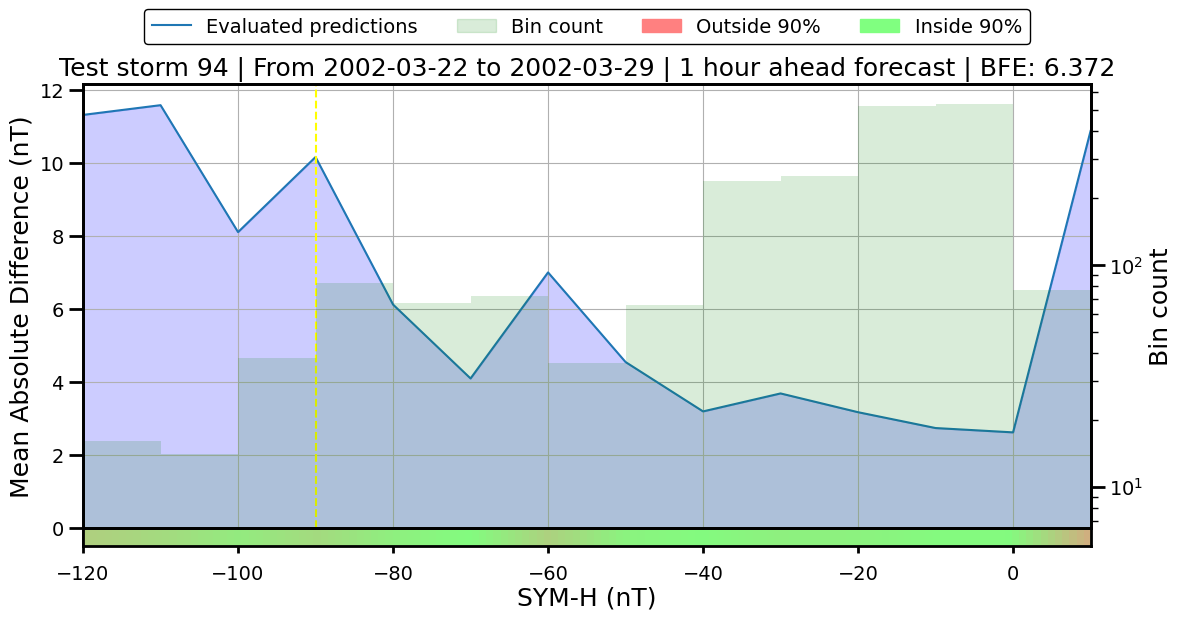 Evaluated predictions Bin count Outside 90% Inside 90%
Test storm 94 | From 2002-03-22 to 2002-03-29 | 1 hour ahead forecast | BFE: 6.372
Mean Absolute Difference (nT)
12
10
8
6
4
2
0
10²
10¹
Bin count
−120 −100 −80 −60 −40 −20 0
SYM-H (nT)